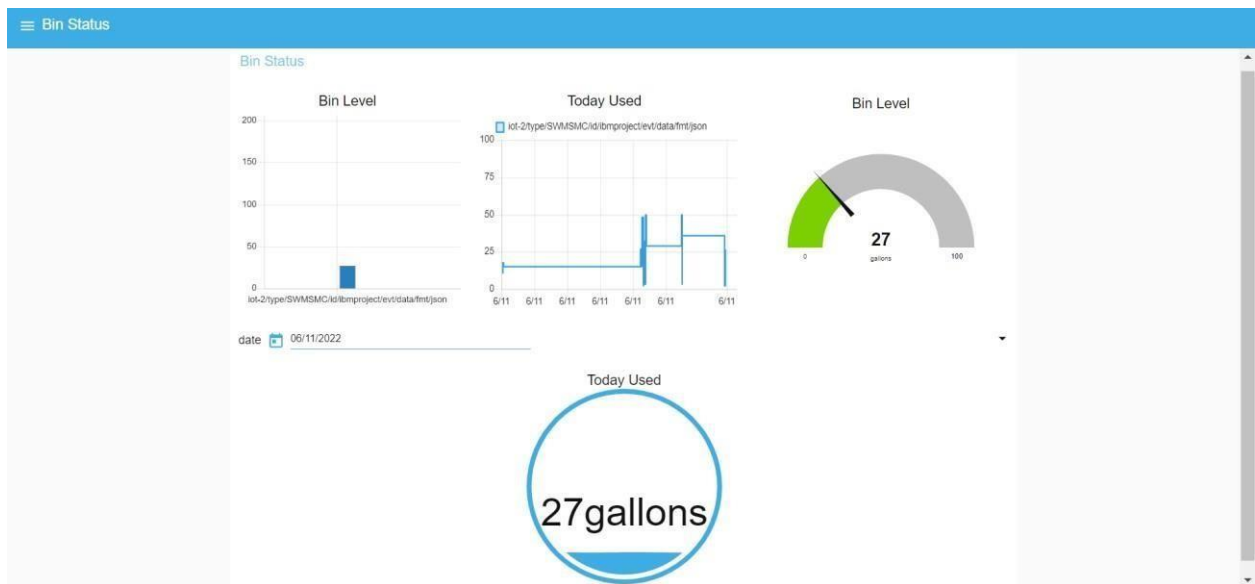 Bin Status
Bin Status
Bin Level
200
150
100
50
0
iot-2/type/SWMSMC/id/ibmproject/evt/data/fmt/json
Today Used
iot-2/type/SWMSMC/id/ibmproject/evt/data/fmt/json
100
75
50
25
0
6/11 6/11 6/11 6/11 6/11 6/11 6/11
Bin Level
27
gallons
0 100
date 06/11/2022
Today Used
27gallons